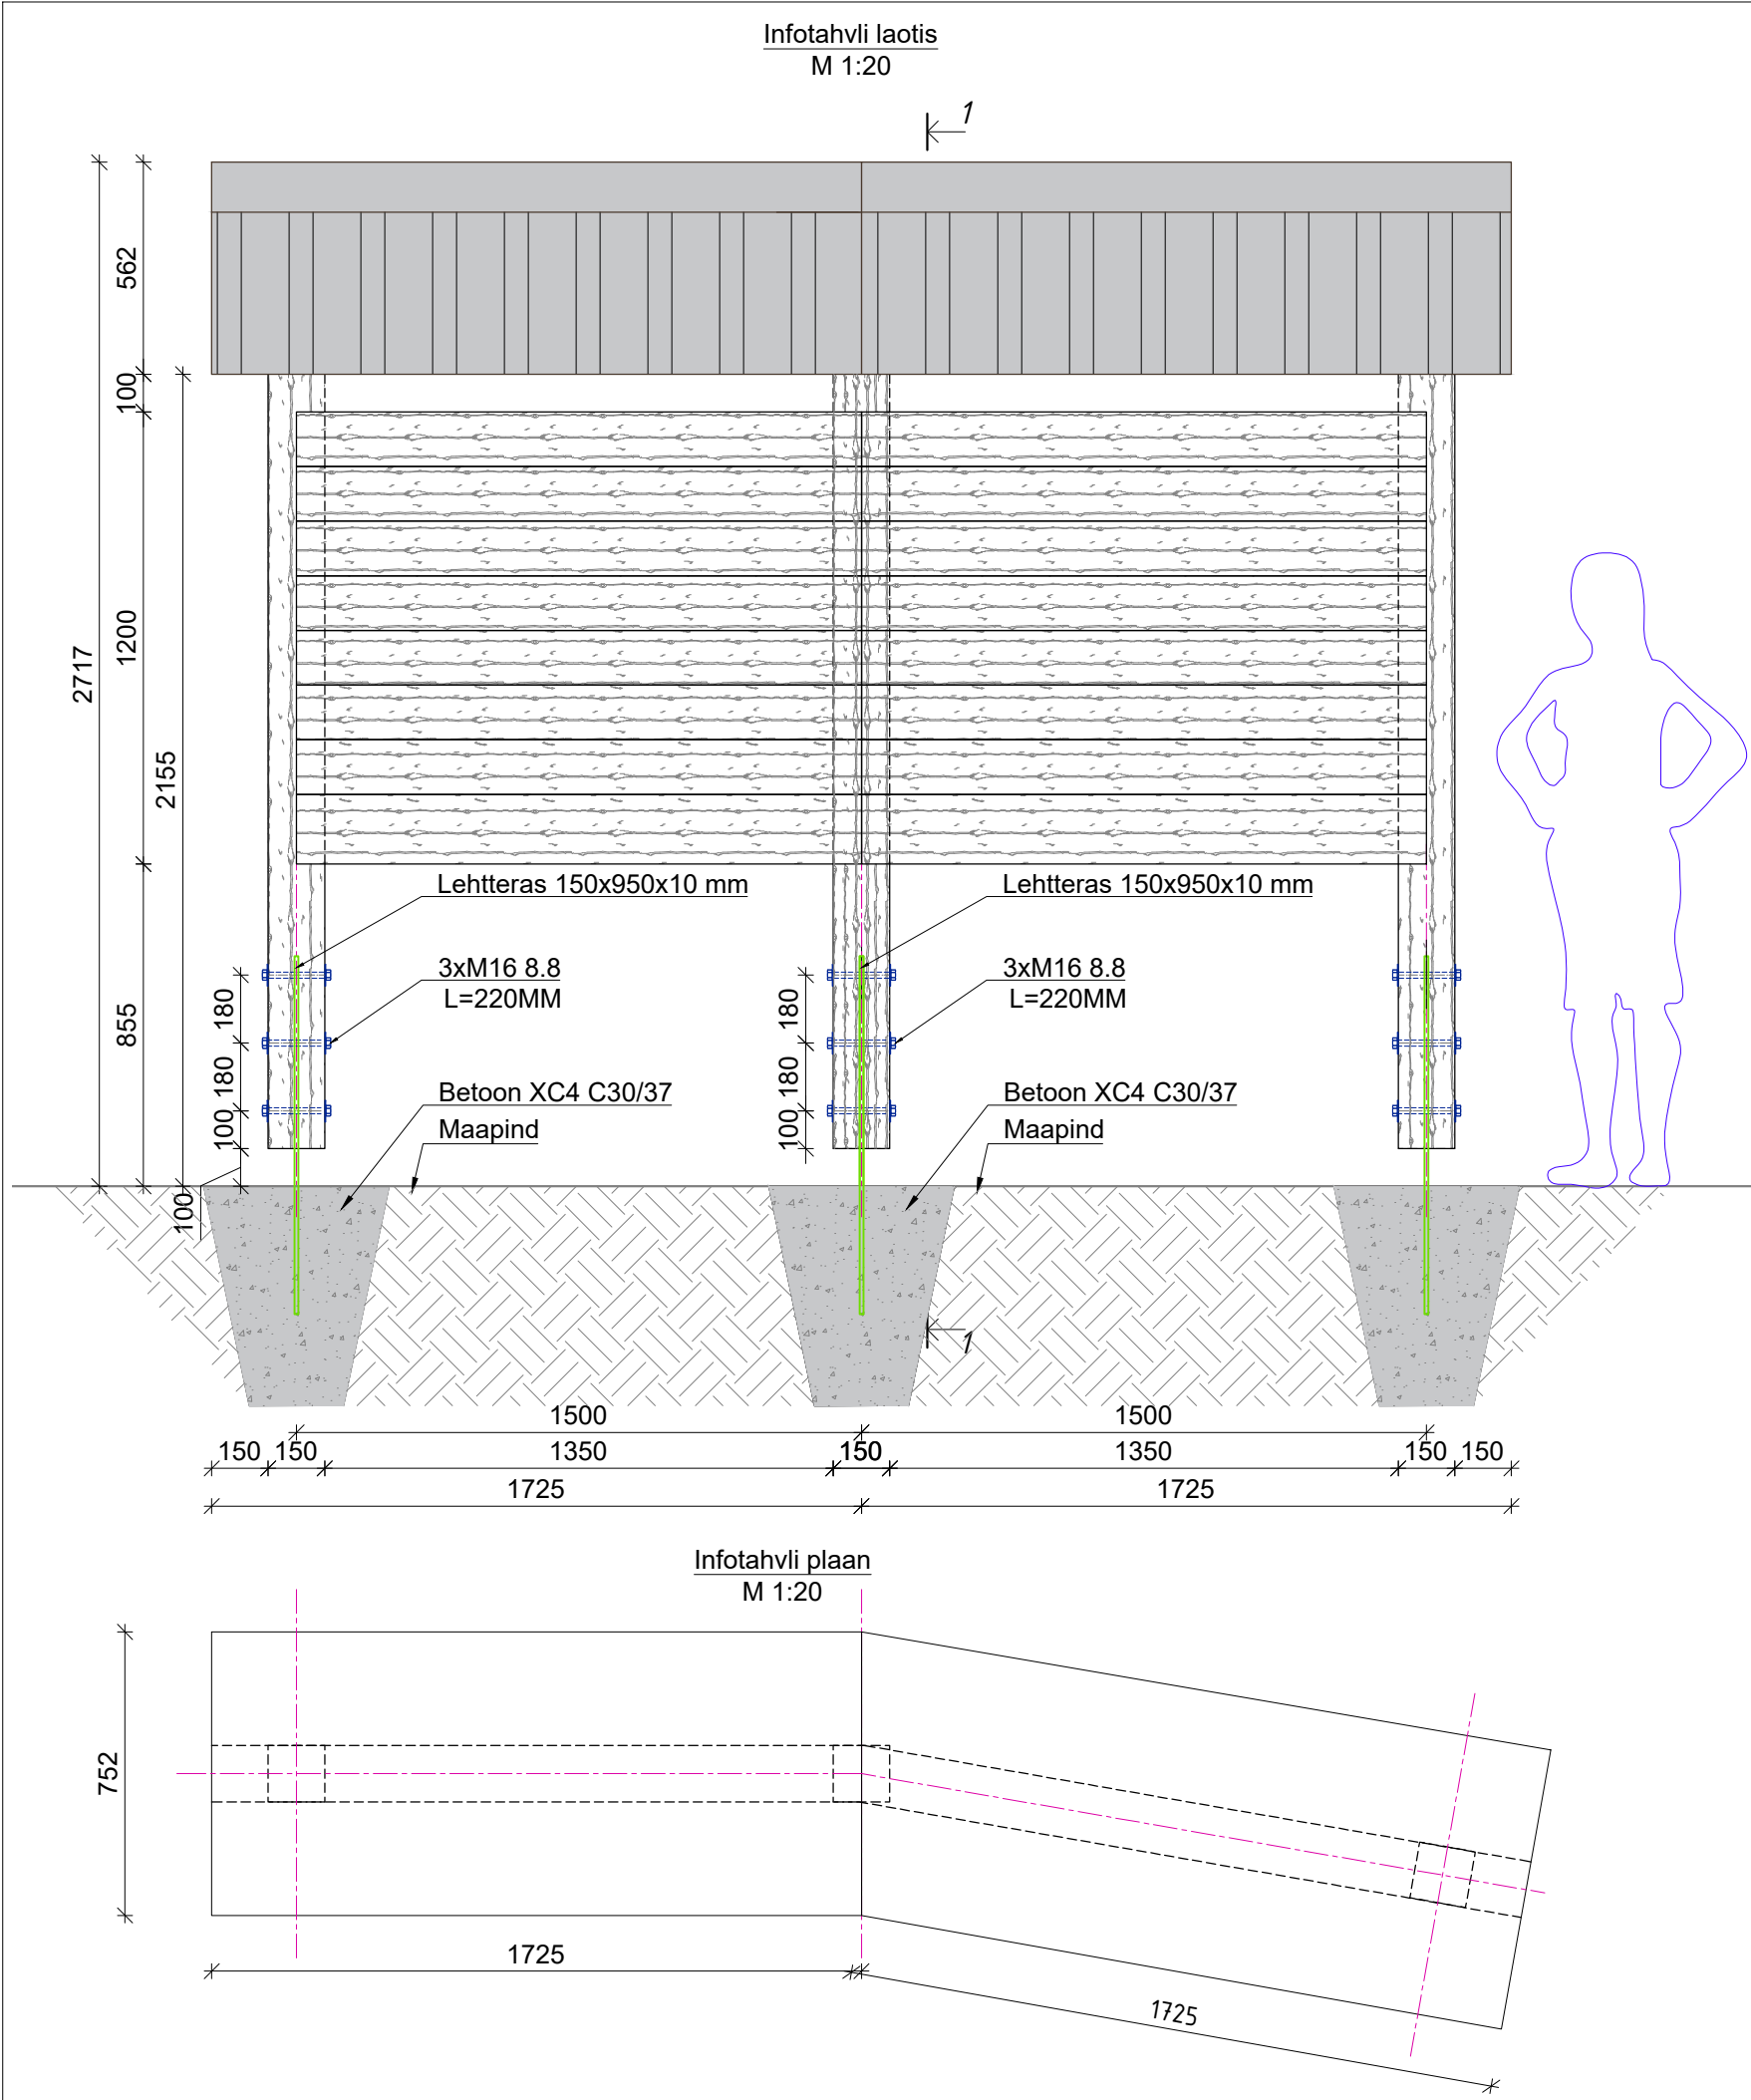 Infotahvli laotis
M 1:20
1
2717
562
100
1200
2155
855
100
Lehtteras 150x950x10 mm
Lehtteras 150x950x10 mm
3xM16 8.8
L=220MM
3xM16 8.8
L=220MM
180
180
100
180
180
100
Betoon XC4 C30/37
Maapind
Betoon XC4 C30/37
Maapind
1
1500
1500
150
150
1350
150
1350
150
150
1725
1725
Infotahvli plaan
M 1:20
752
1725
1725